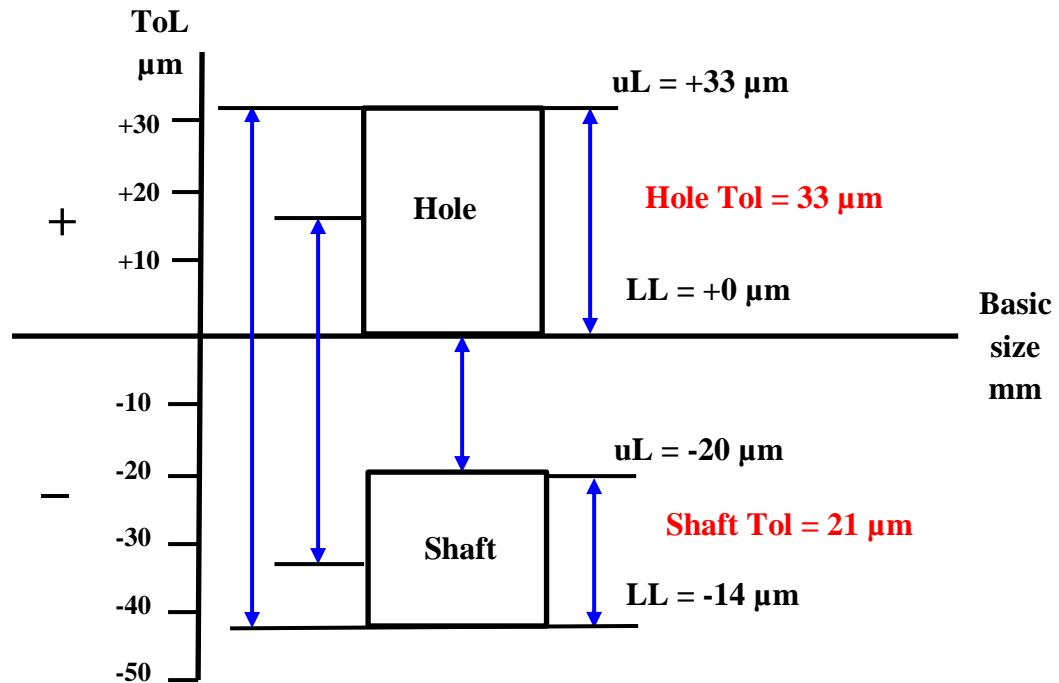 ToL
µm
uL = +33 µm
+30
+20
Hole
Hole Tol = 33 µm
+
+10
LL = +0 µm
Basic
size
mm
-10
uL = -20 µm
-20
–
Shaft Tol = 21 µm
-30
Shaft
LL = -14 µm
-40
-50